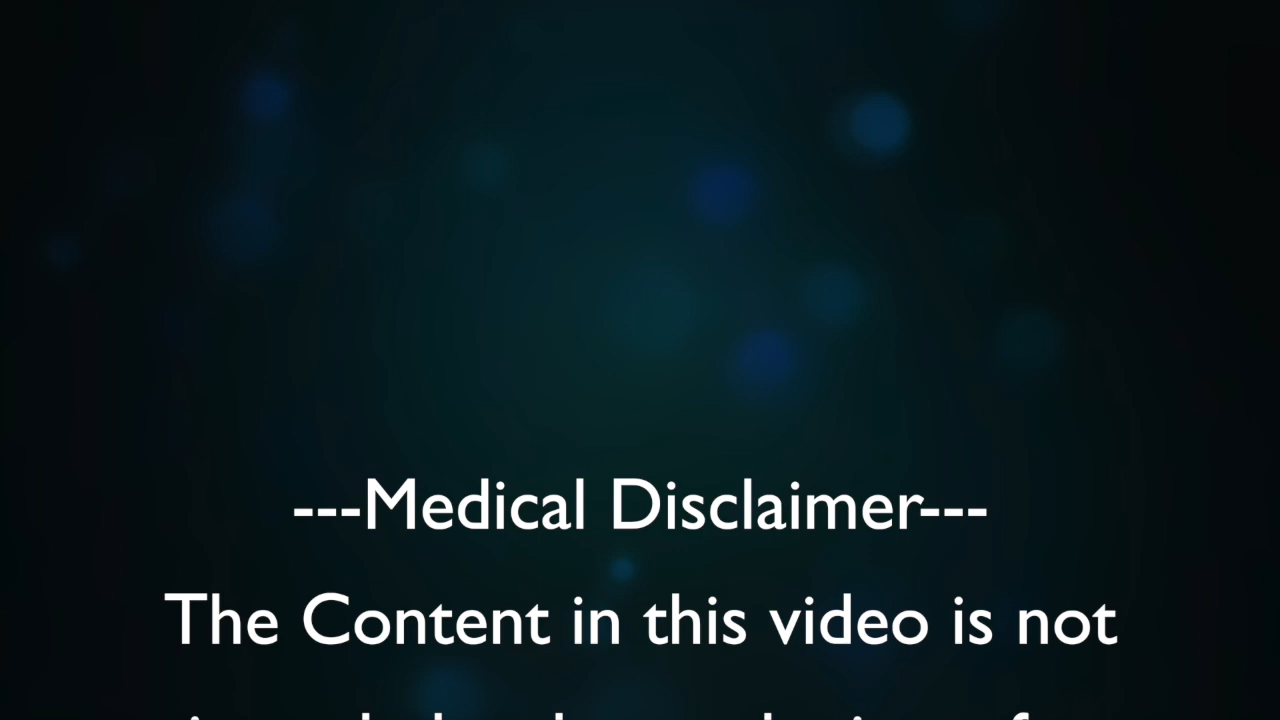 ---Medical Disclaimer---
The Content in this video is not